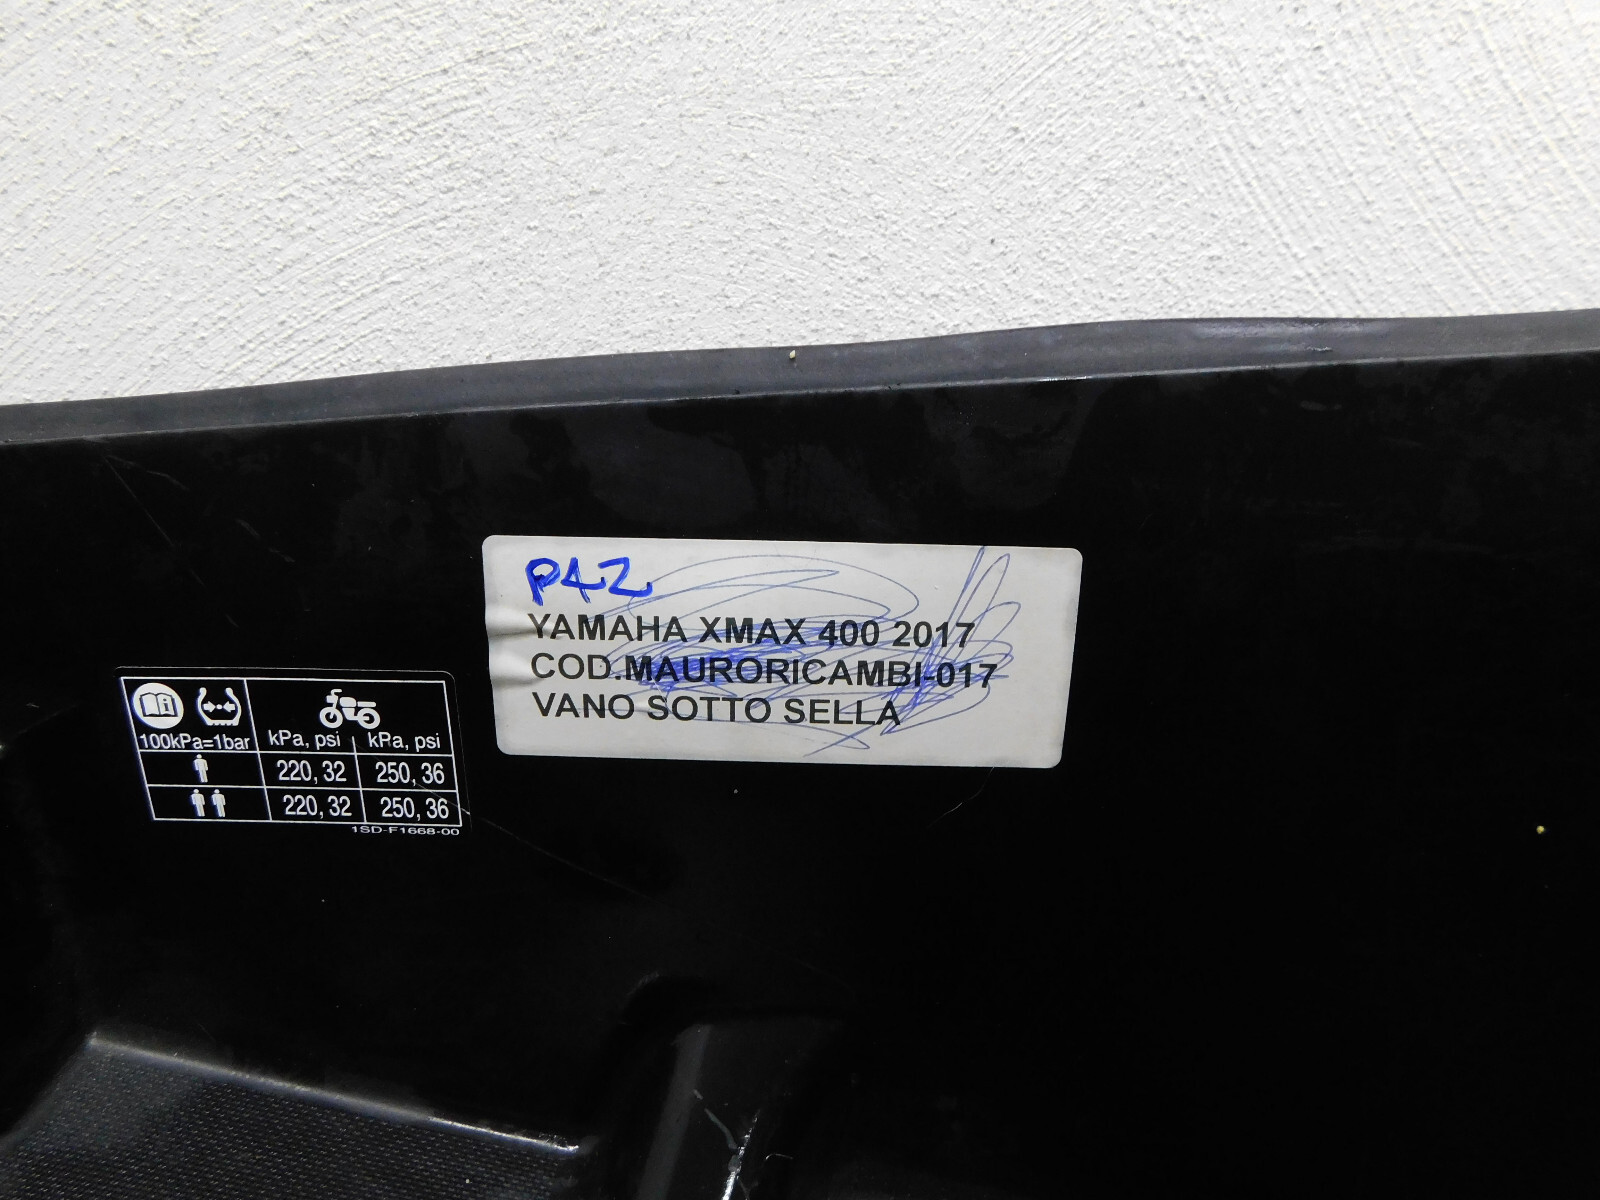 P42
YAMAHA XMAX 400 2017
COD.MAURORICAMBI-017
VANO SOTTO SELLA
100kPa=1bar kPa, psi kPa, psi
220, 32 250, 36
220, 32 250, 36
1SD-F1668-00